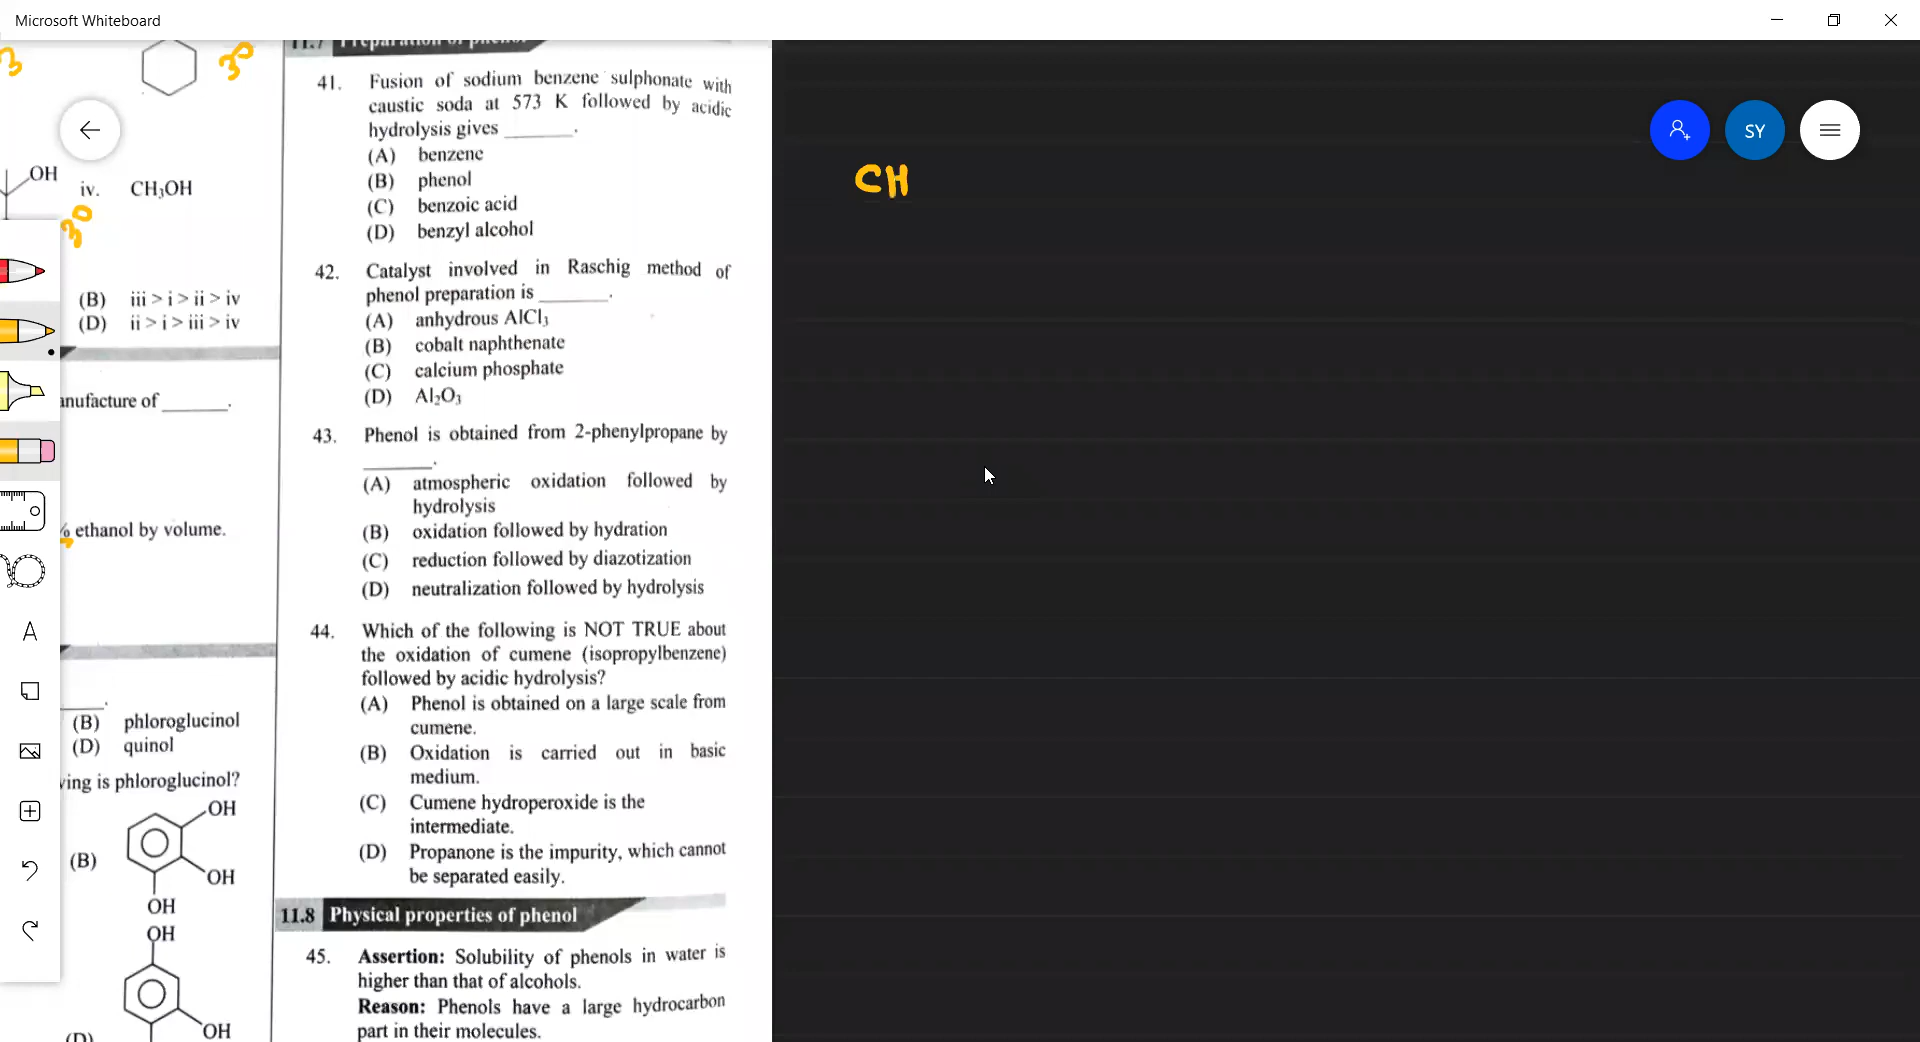 Microsoft Whiteboard
30
OH
iv. CH₃OH
30
(B) iii > i > ii > iv
(D) ii > i > iii > iv
anufacture of ______.
% ethanol by volume.
______.
(B) phloroglucinol
(D) quinol
ving is phloroglucinol?
OH
(B)
OH
OH
OH
(D)
OH
11.7 Preparation of phenol
41. Fusion of sodium benzene sulphonate with
caustic soda at 573 K followed by acidic
hydrolysis gives ______.
(A) benzene
(B) phenol
(C) benzoic acid
(D) benzyl alcohol
42. Catalyst involved in Raschig method of
phenol preparation is ______.
(A) anhydrous AlCl₃
(B) cobalt naphthenate
(C) calcium phosphate
(D) Al₂O₃
43. Phenol is obtained from 2-phenylpropane by
______.
(A) atmospheric oxidation followed by
hydrolysis
(B) oxidation followed by hydration
(C) reduction followed by diazotization
(D) neutralization followed by hydrolysis
44. Which of the following is NOT TRUE about
the oxidation of cumene (isopropylbenzene)
followed by acidic hydrolysis?
(A) Phenol is obtained on a large scale from
cumene.
(B) Oxidation is carried out in basic
medium.
(C) Cumene hydroperoxide is the
intermediate.
(D) Propanone is the impurity, which cannot
be separated easily.
11.8 Physical properties of phenol
45. Assertion: Solubility of phenols in water is
higher than that of alcohols.
Reason: Phenols have a large hydrocarbon
part in their molecules.
CH
SY